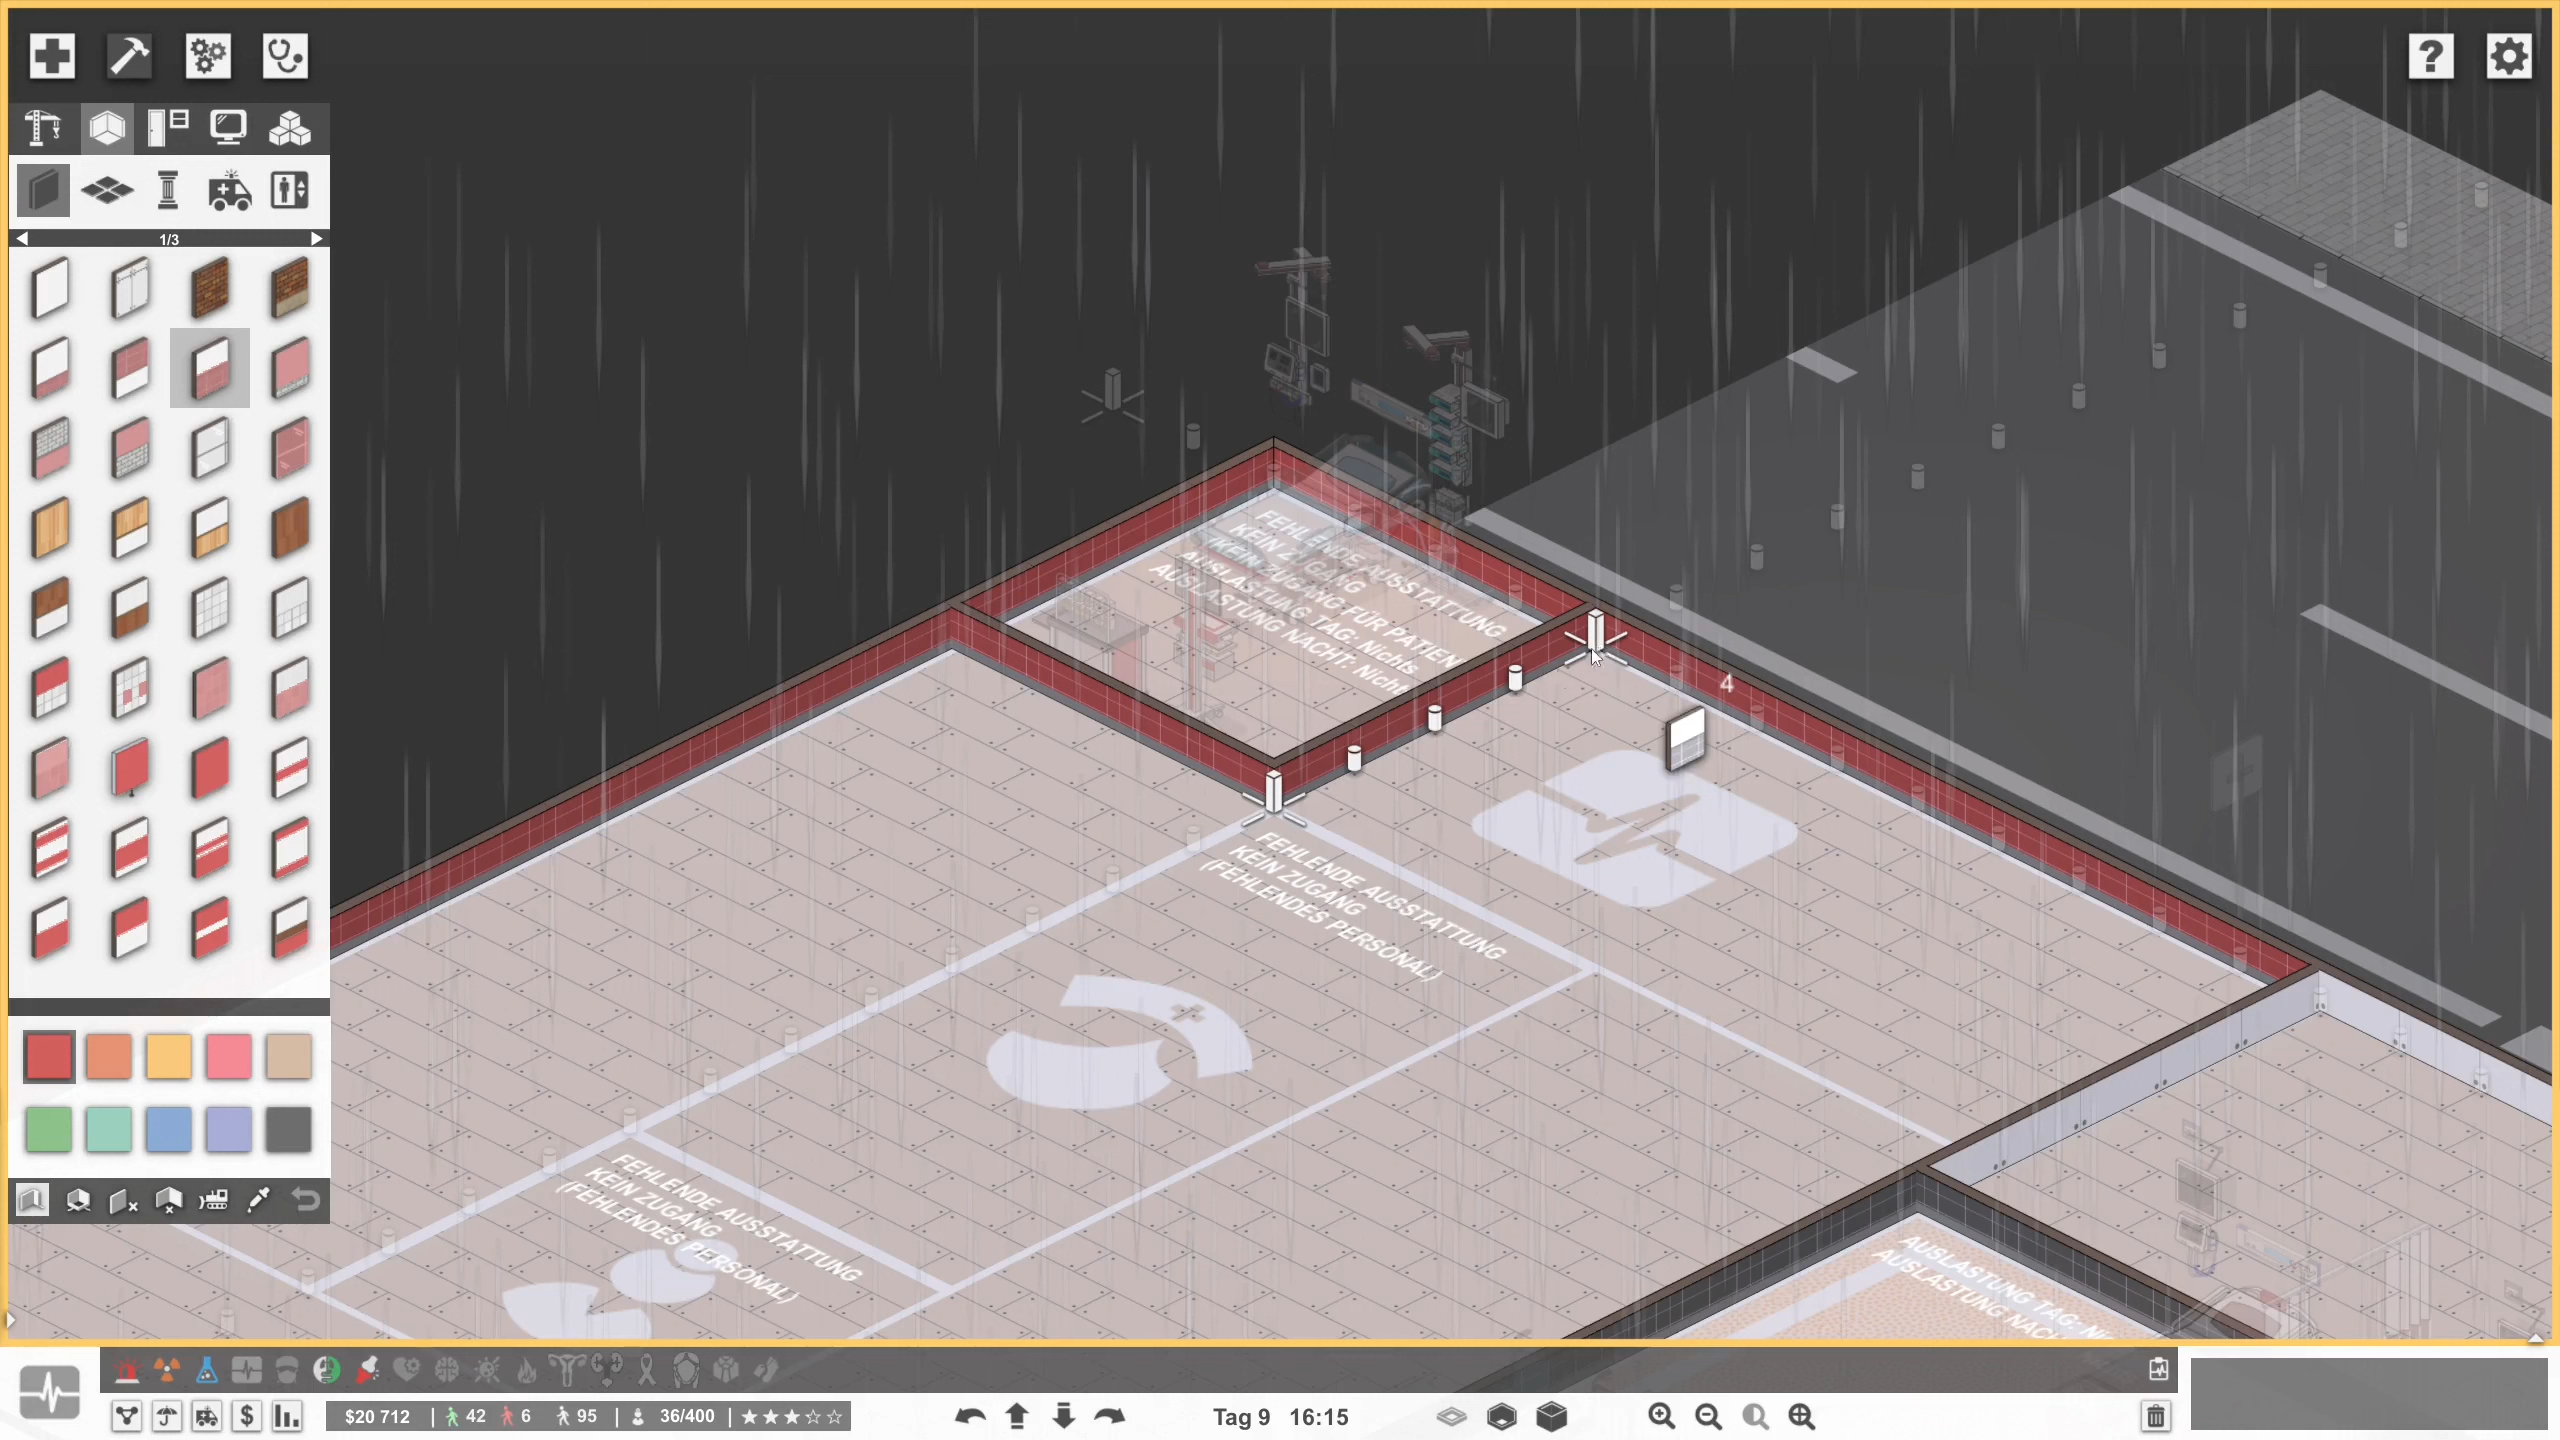 1/3
FEHLENDE AUSSTATTUNG
KEIN ZUGANG
(KEIN ZUGANG FÜR PATIEN
AUSLASTUNG TAG: Nichts
AUSLASTUNG NACHT: Nicht
4
FEHLENDE AUSSTATTUNG
KEIN ZUGANG
(FEHLENDES PERSONAL)
FEHLENDE AUSSTATTUNG
KEIN ZUGANG
(FEHLENDES PERSONAL)
AUSLASTUNG TAG:
AUSLASTUNG
$20 712
42
6
95
36/400
Tag 9 16:15